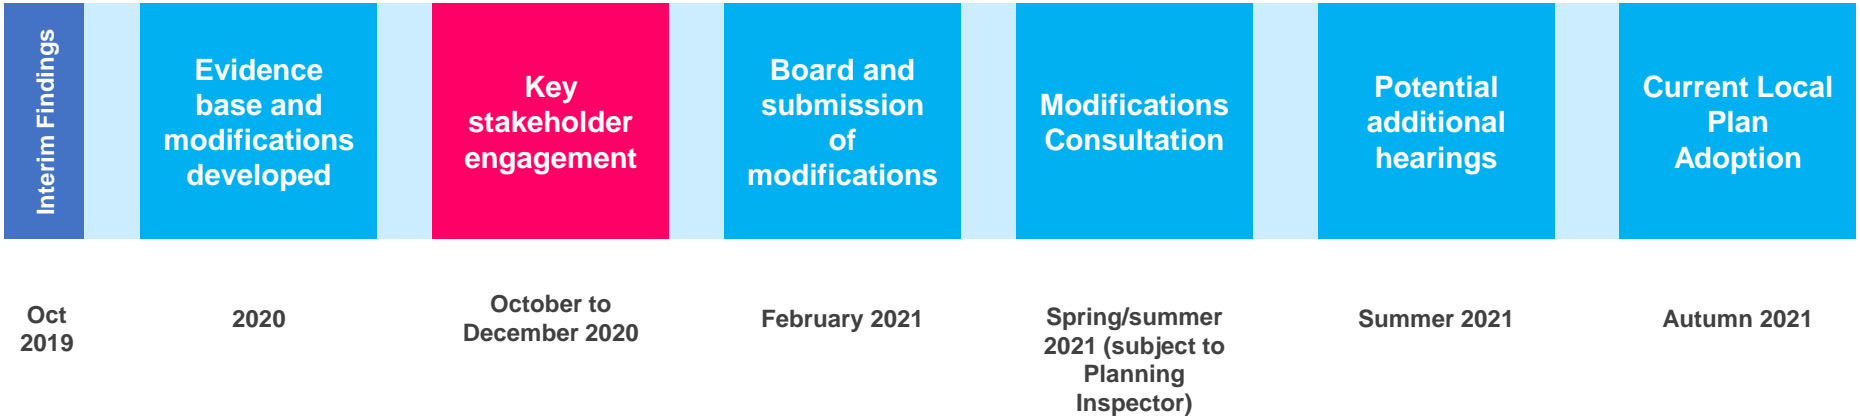 Interim Findings
Evidence
base and
modifications
developed
Key
stakeholder
engagement
Board and
submission
of
modifications
Modifications
Consultation
Potential
additional
hearings
Current Local
Plan
Adoption
Oct
2019
2020
October to
December 2020
February 2021
Spring/summer
2021 (subject to
Planning
Inspector)
Summer 2021
Autumn 2021